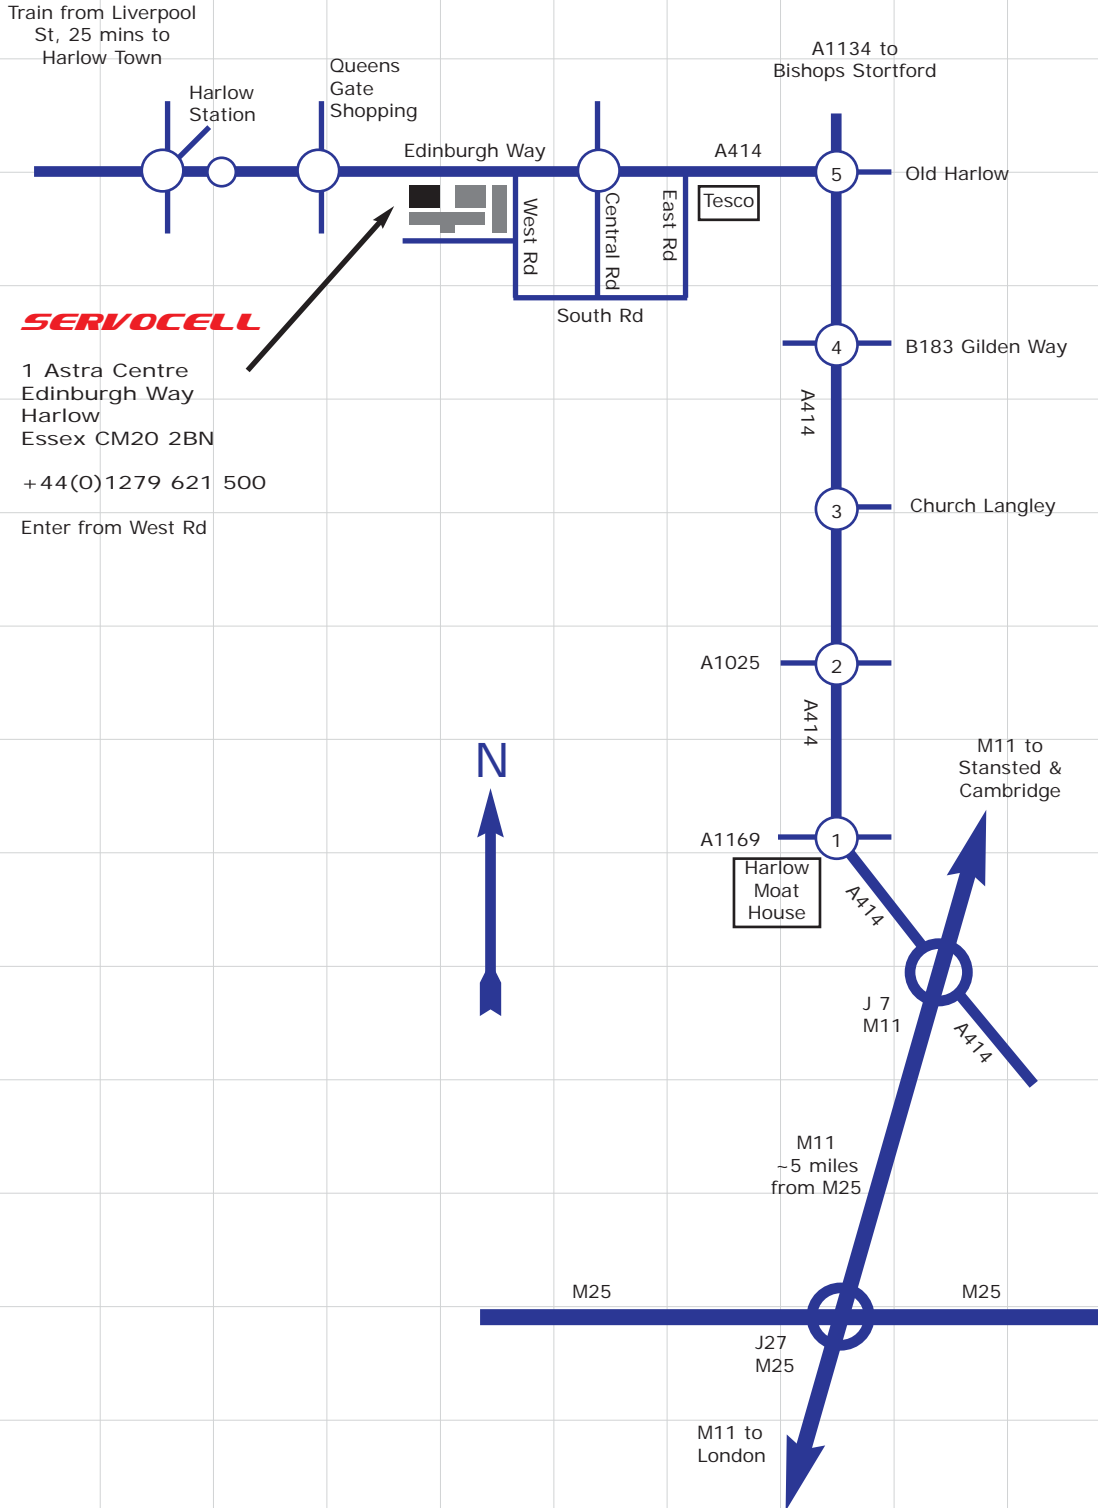 Train from Liverpool
St, 25 mins to
Harlow Town
A1134 to
Bishops Stortford
Queens
Gate
Shopping
Harlow
Station
Edinburgh Way
A414
5
Old Harlow
Tesco
West Rd
Central Rd
East Rd
South Rd
SERVOCELL
1 Astra Centre
Edinburgh Way
Harlow
Essex CM20 2BN
+44(0)1279 621 500
Enter from West Rd
4
B183 Gilden Way
A414
3
Church Langley
A1025
2
A414
N
M11 to
Stansted &
Cambridge
A1169
1
Harlow
Moat
House
A414
J 7
M11
A414
M11
~5 miles
from M25
M25
M25
J27
M25
M11 to
London